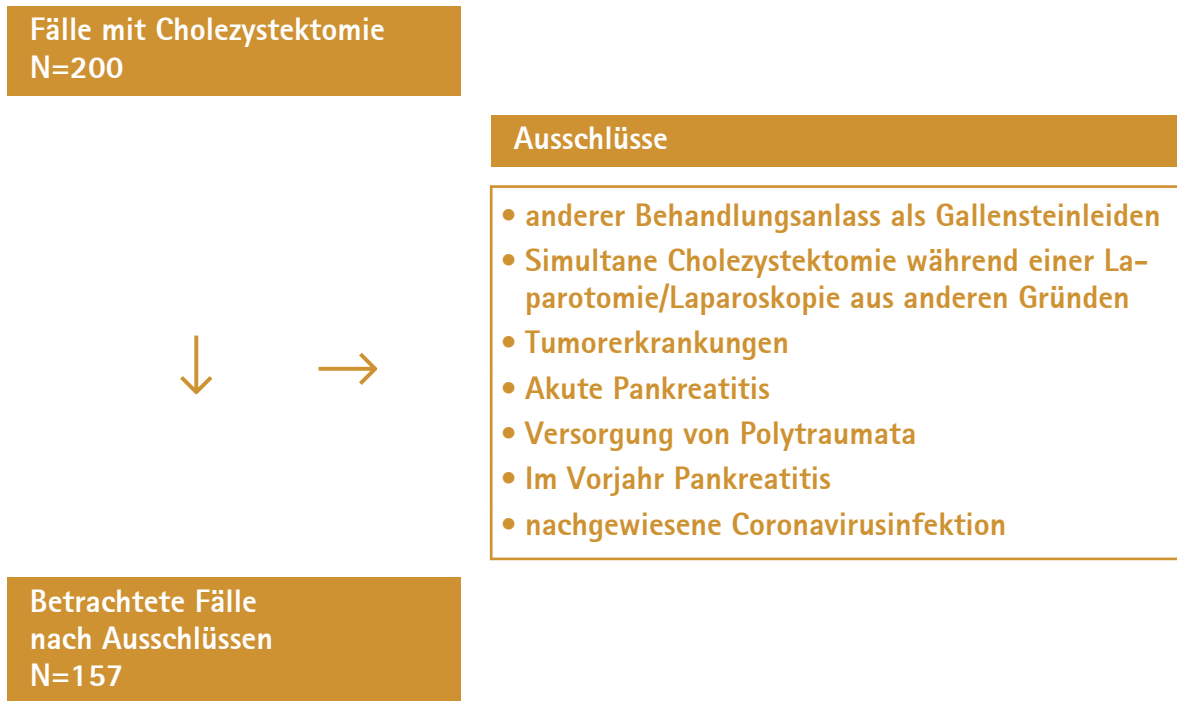 Fälle mit Cholezystektomie
N=200
Ausschlüsse
• anderer Behandlungsanlass als Gallensteinleiden
• Simultane Cholezystektomie während einer La-
parotomie/Laparoskopie aus anderen Gründen
• Tumorerkrankungen
• Akute Pankreatitis
• Versorgung von Polytraumata
• Im Vorjahr Pankreatitis
• nachgewiesene Coronavirusinfektion
Betrachtete Fälle
nach Ausschlüssen
N=157